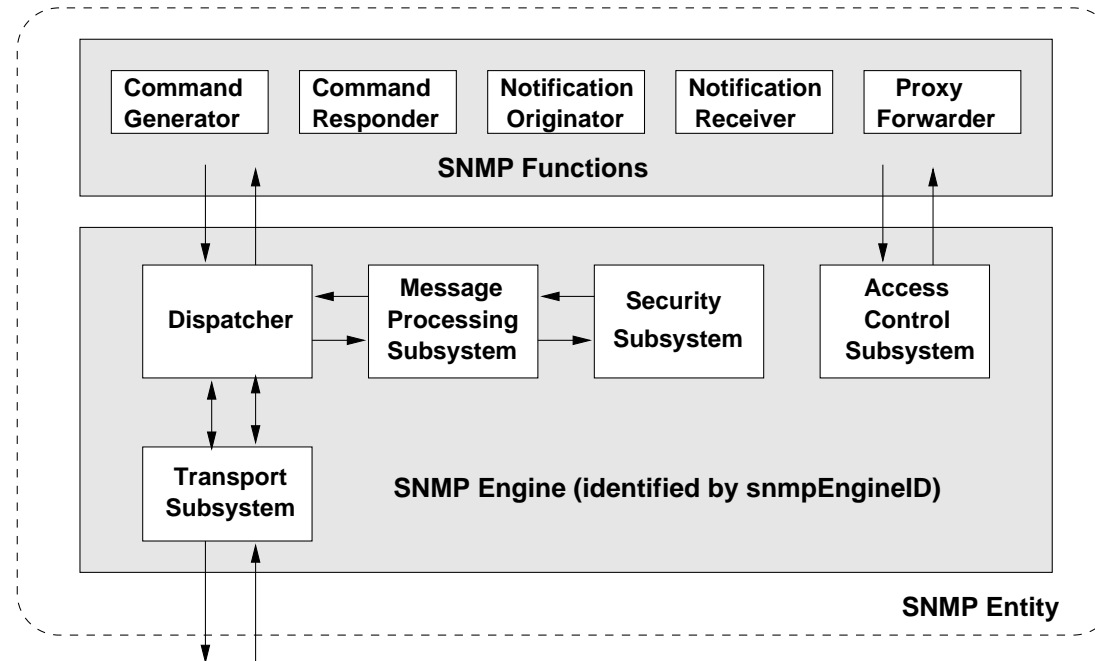 Command
Generator
Command
Responder
Notification
Originator
Notification
Receiver
Proxy
Forwarder
SNMP Functions
Dispatcher
Message
Processing
Subsystem
Security
Subsystem
Access
Control
Subsystem
Transport
Subsystem
SNMP Engine (identified by snmpEngineID)
SNMP Entity